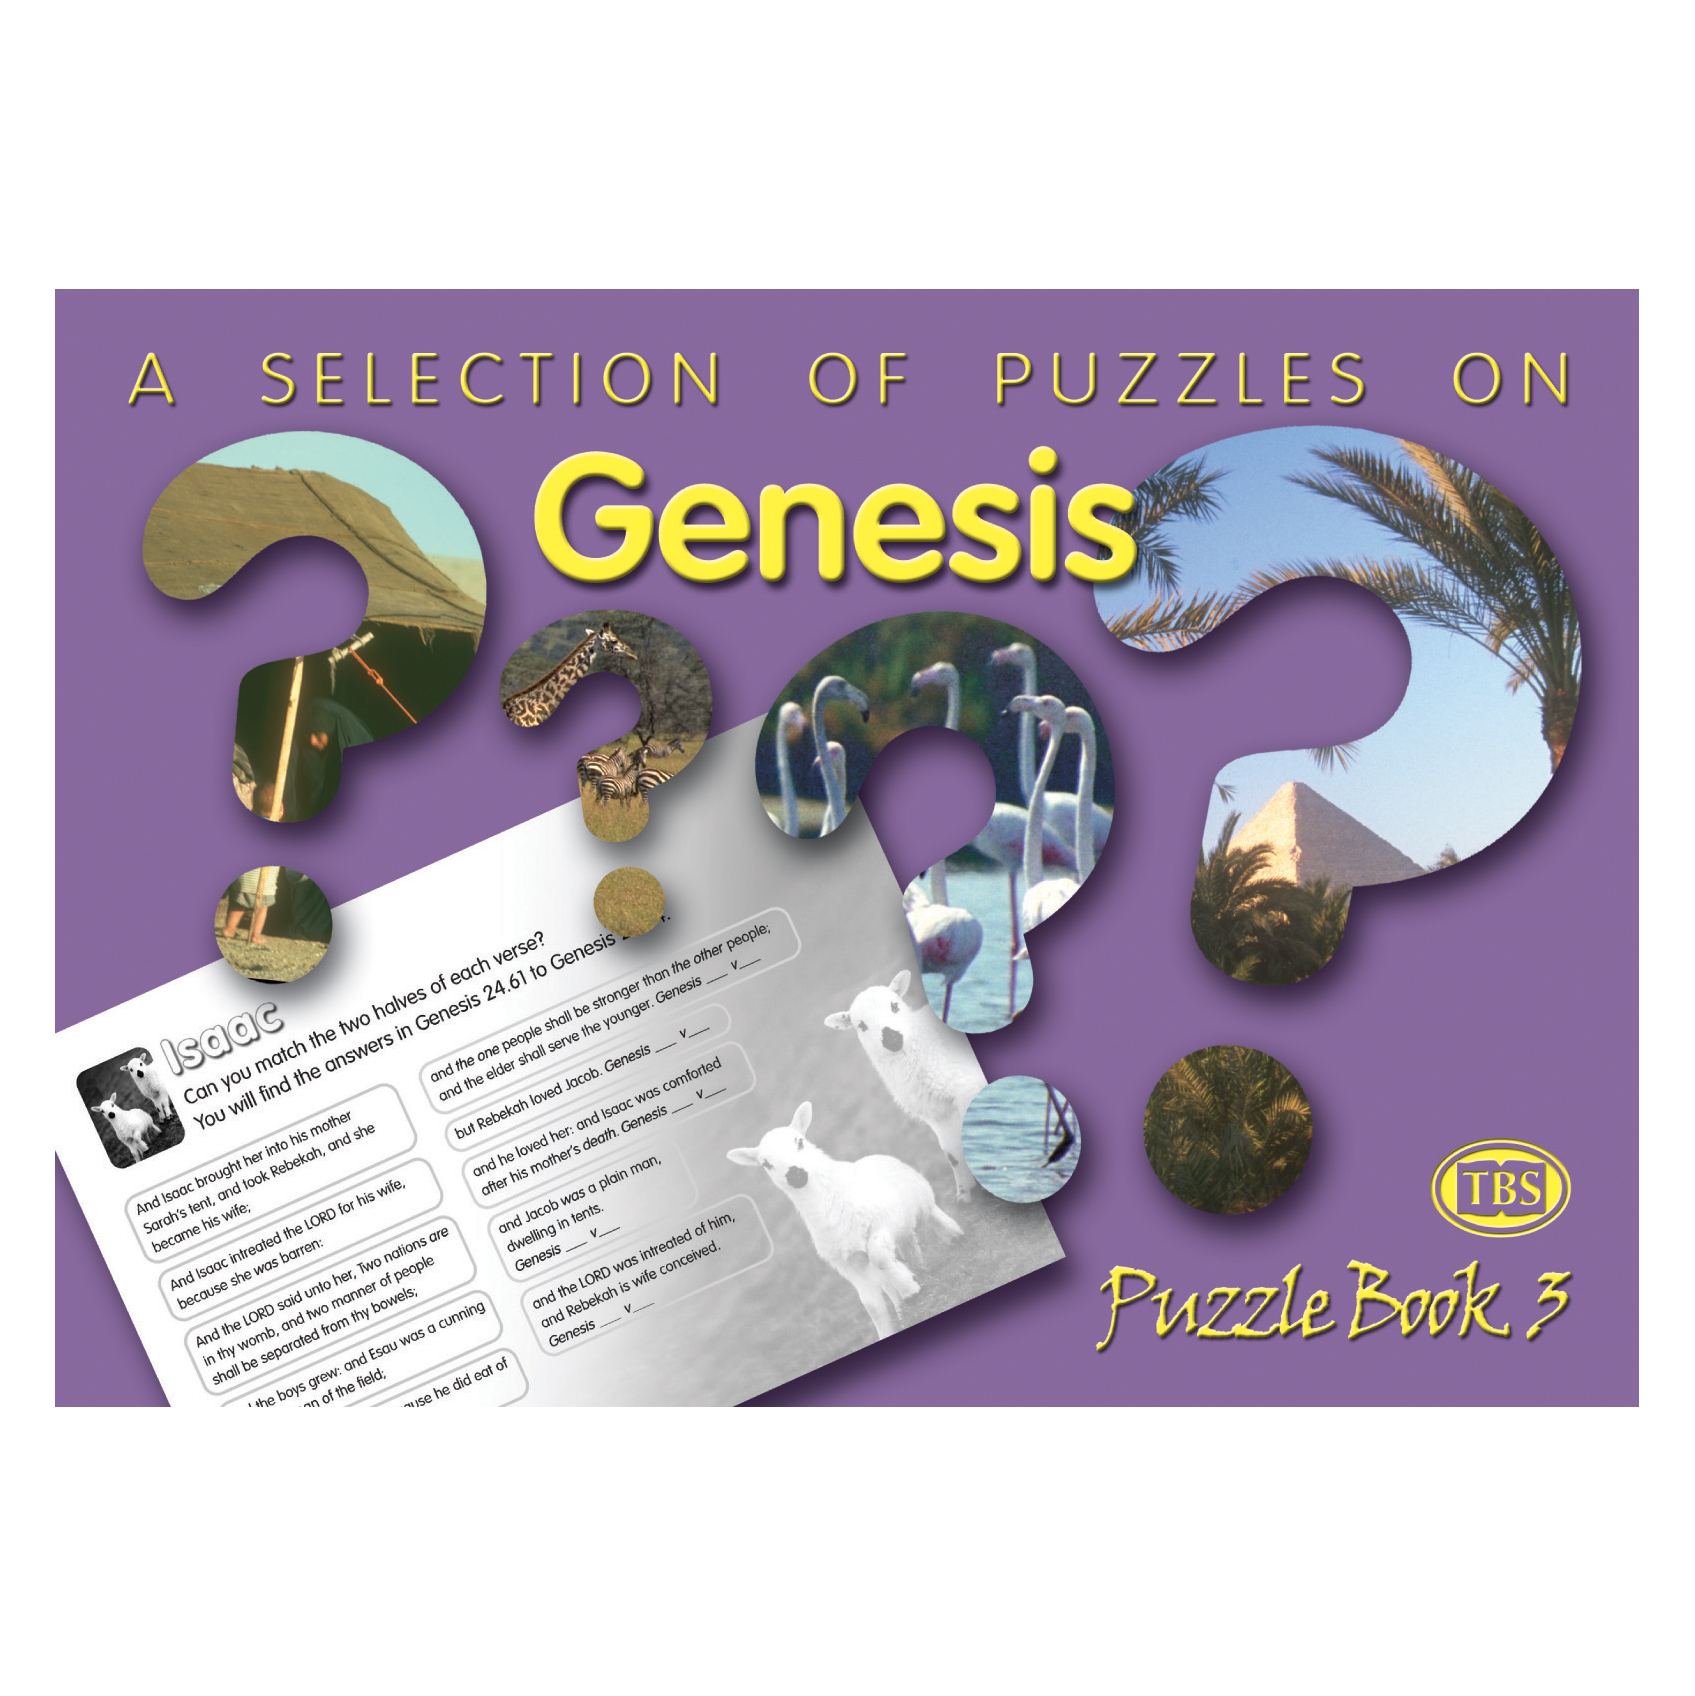 A SELECTION OF PUZZLES ON
Genesis
Isaac
Can you match the two halves of each verse?
You will find the answers in Genesis 24.61 to Genesis
And Isaac brought her into his mother
Sarah's tent, and took Rebekah, and she
became his wife;
And Isaac intreated the LORD for his wife,
because she was barren:
And the LORD said unto her, Two nations are
in thy womb, and two manner of people
shall be separated from thy bowels;
the boys grew: and Esau was a cunning
of the field;
he did eat of
and the one people shall be stronger than the other people;
and the elder shall serve the younger. Genesis ___ v___
but Rebekah loved Jacob. Genesis ___ v___
and he loved her: and Isaac was comforted
after his mother's death. Genesis ___ v___
and Jacob was a plain man,
dwelling in tents.
Genesis ___ v___
and the LORD was intreated of him,
and Rebekah is wife conceived.
Genesis ___ v___
TBS
Puzzle Book 3